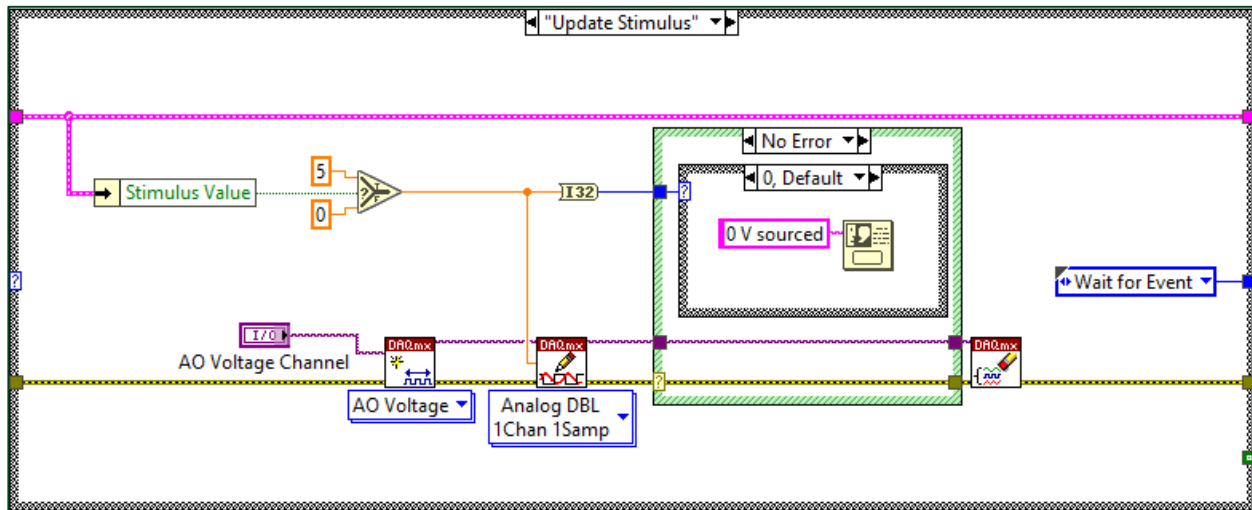 "Update Stimulus"
No Error
0, Default
5
Stimulus Value
?
I32
?
0
0 V sourced
?
Wait for Event
I/O
AO Voltage Channel
DAQmx
DAQmx
DAQmx
?
AO Voltage
Analog DBL
1Chan 1Samp